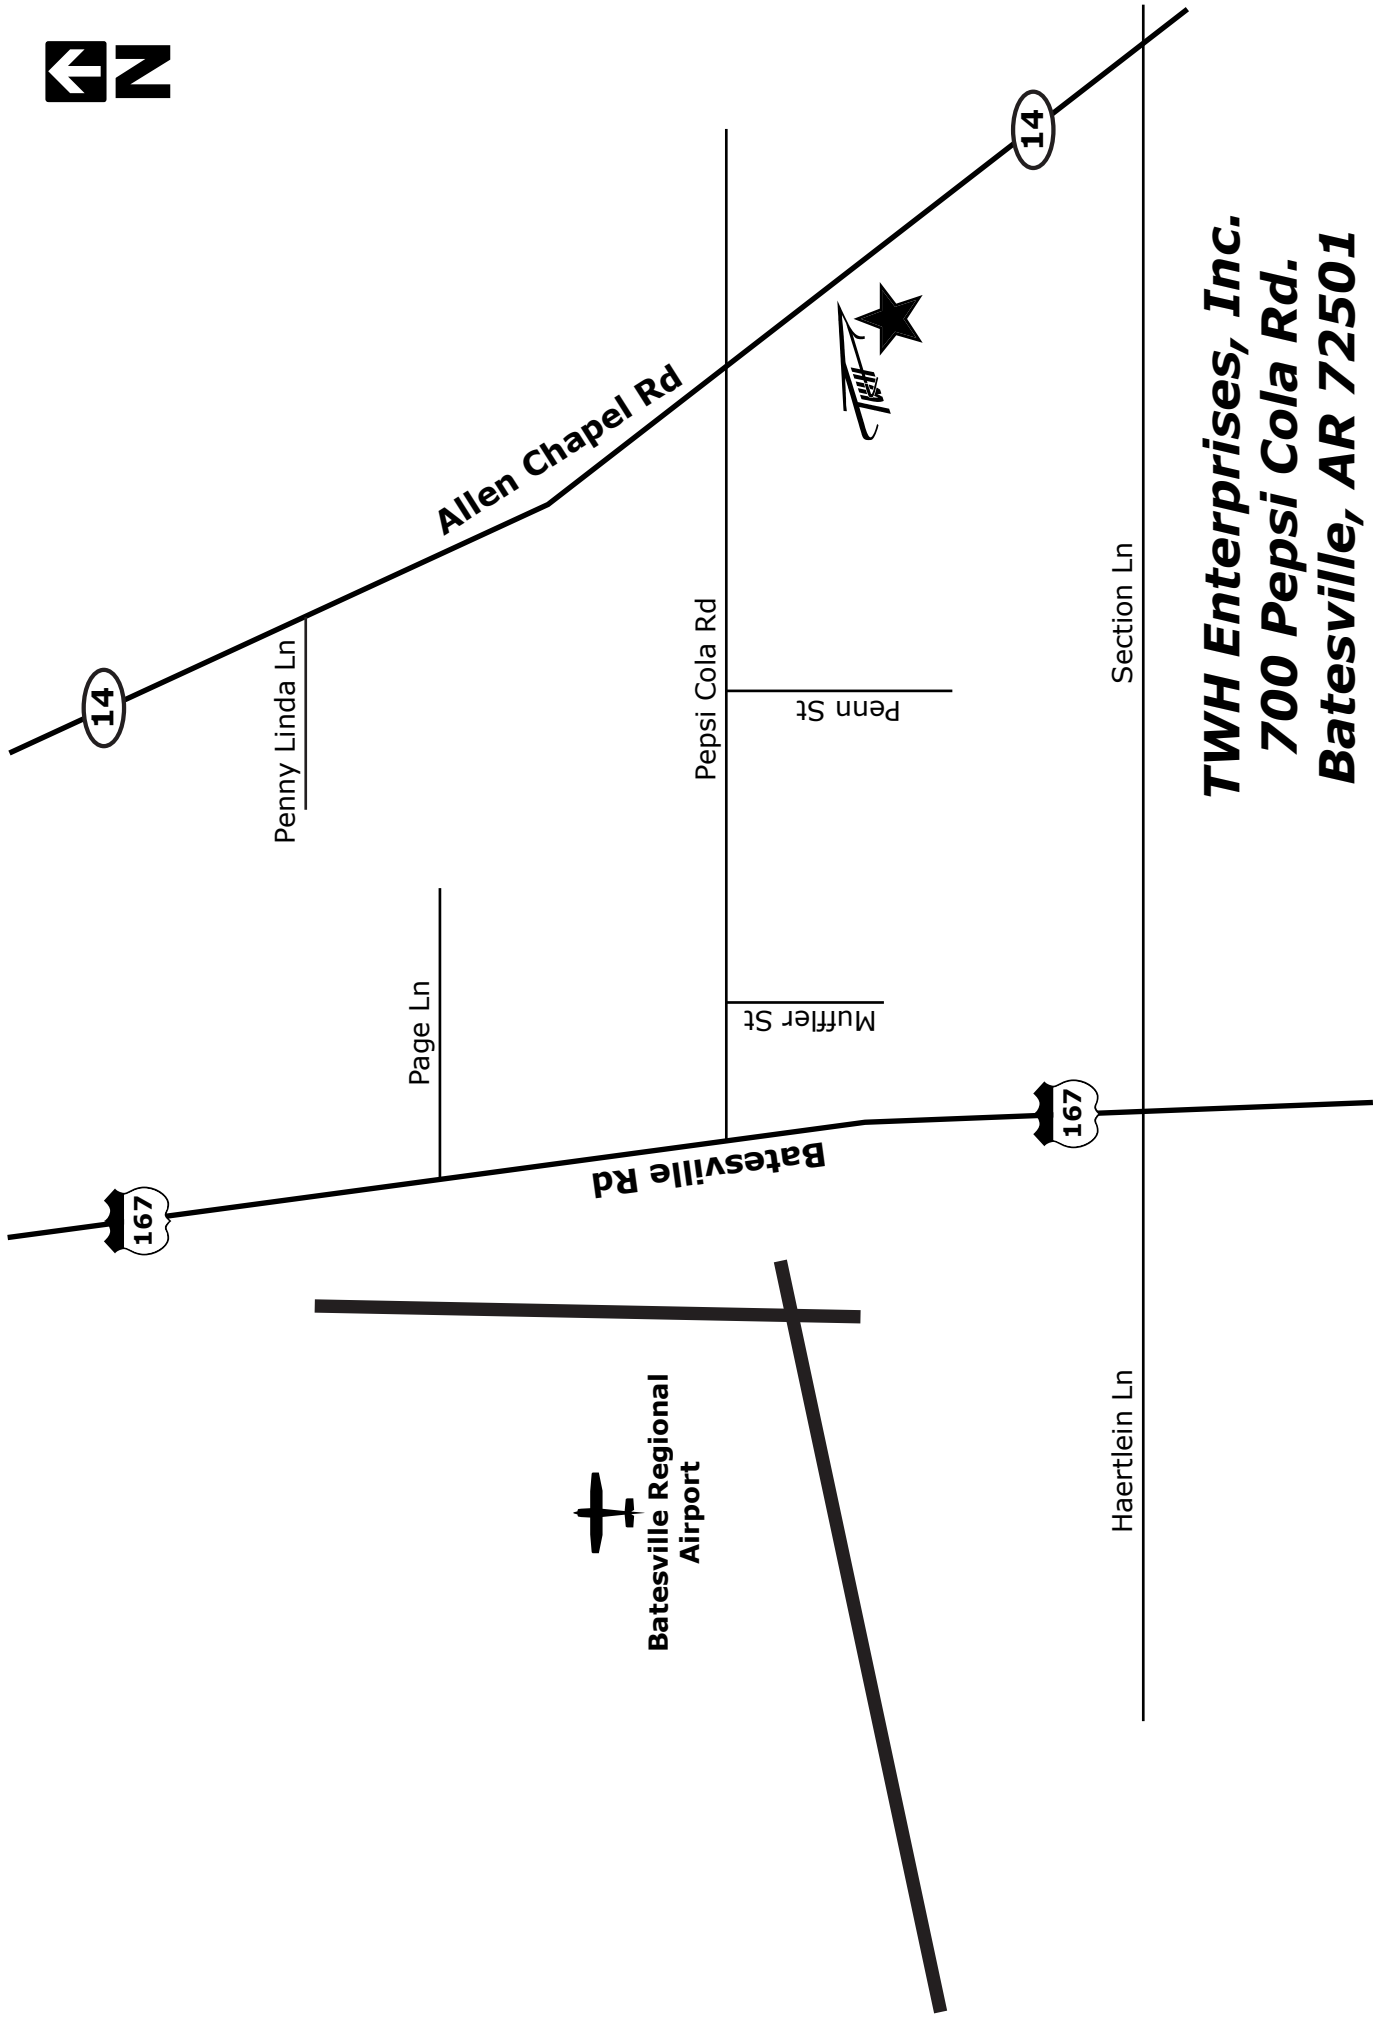 N
14
Allen Chapel Rd
14
Penny Linda Ln
Pepsi Cola Rd
Penn St
Section Ln
Page Ln
Muffler St
167
Batesville Rd
167
Batesville Regional
Airport
Haertlein Ln
TWH
TWH Enterprises, Inc.
700 Pepsi Cola Rd.
Batesville, AR 72501